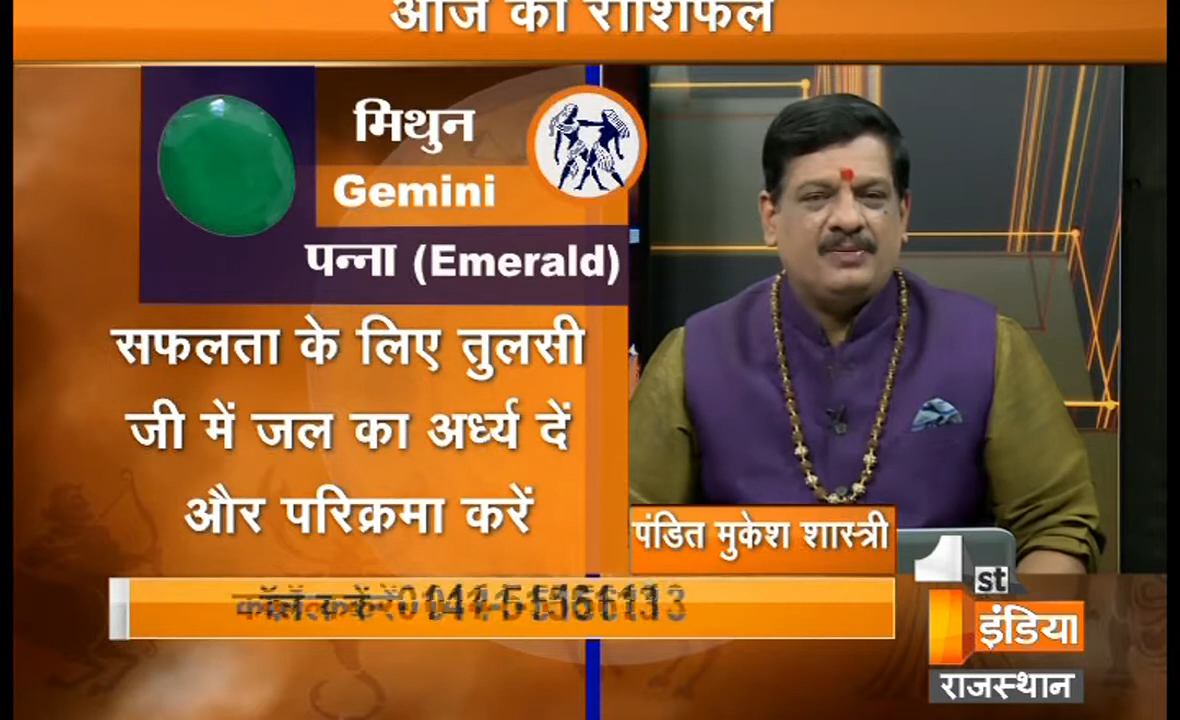 आज का राशिफल
मिथुन
Gemini
पन्ना (Emerald)
सफलता के लिए तुलसी
जी में जल का अर्ध्य दें
और परिक्रमा करें
पंडित मुकेश शास्त्री
1st
इंडिया
राजस्थान